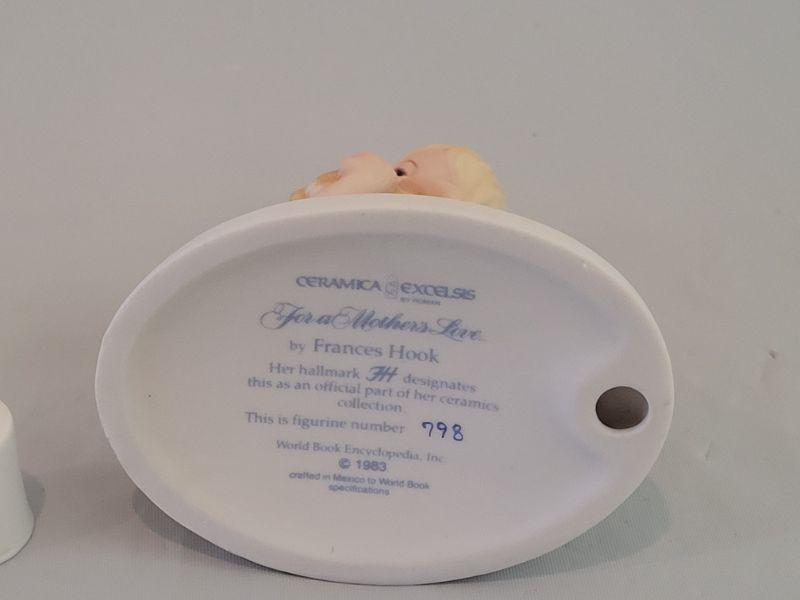 CERAMICA EXCELSIS
BY ROMAN
For a Mother's Love
by Frances Hook
Her hallmark FH designates
this as an official part of her ceramics
collection.
This is figurine number 798
World Book Encyclopedia, Inc.
© 1983
crafted in Mexico to World Book
specifications